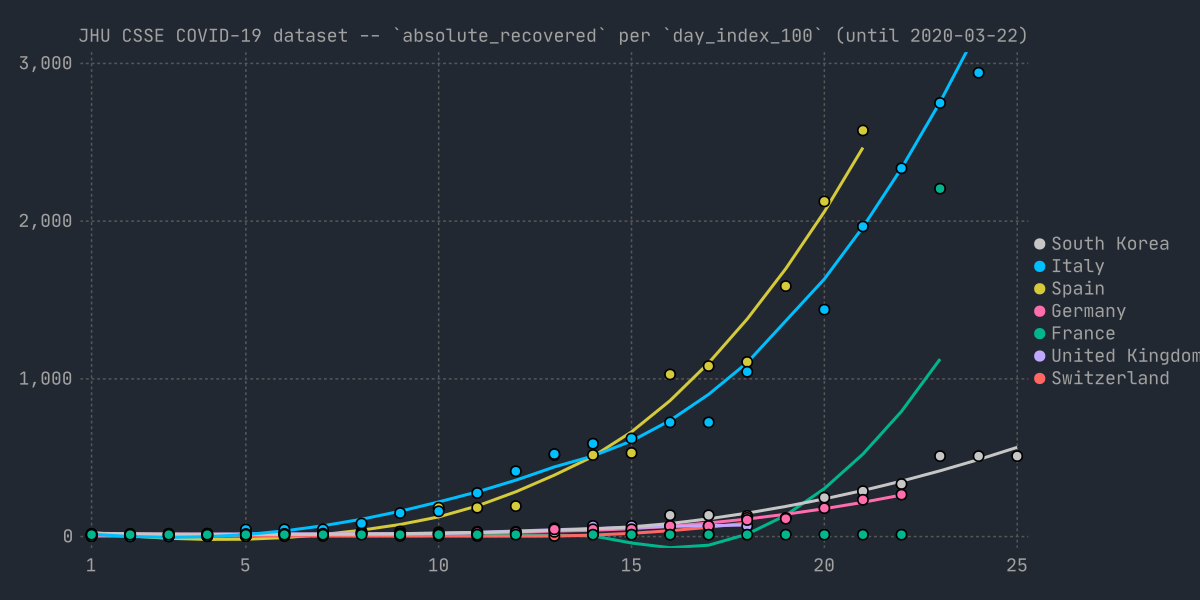 JHU CSSE COVID-19 dataset -- `absolute_recovered` per `day_index_100` (until 2020-03-22)
3,000
2,000
1,000
0
1 5 10 15 20 25
South Korea
Italy
Spain
Germany
France
United Kingdom
Switzerland